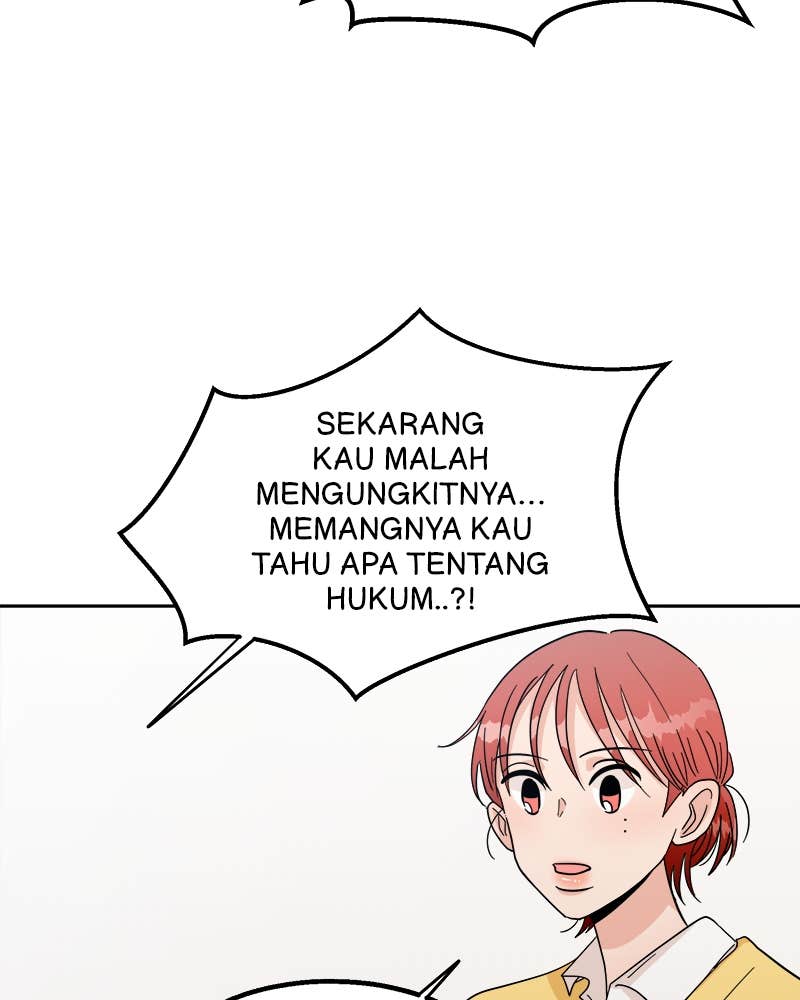 SEKARANG
KAU MALAH
MENGUNGKITNYA...
MEMANGNYA KAU
TAHU APA TENTANG
HUKUM..?!